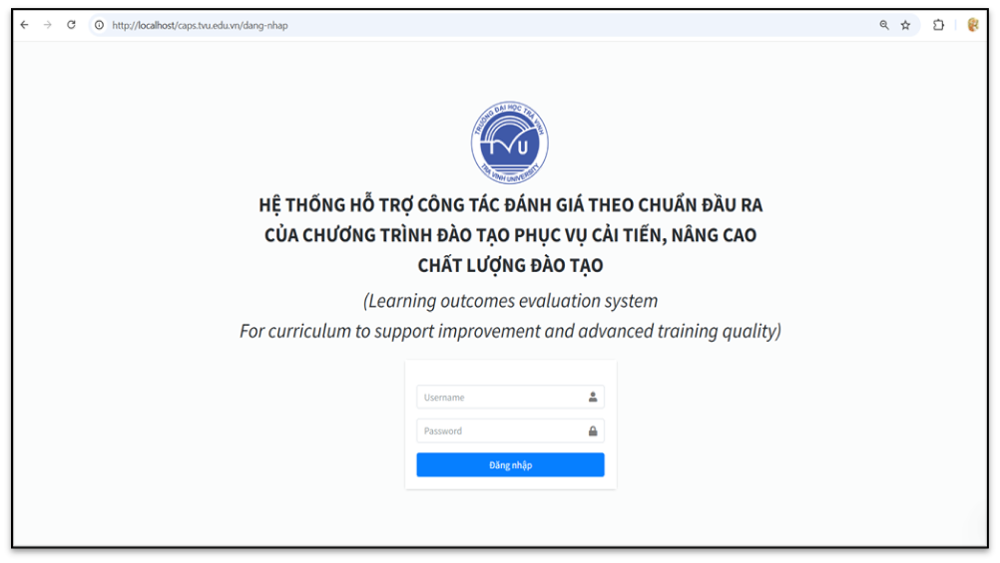 http://localhost/caps.tvu.edu.vn/dang-nhap
TRƯỜNG ĐẠI HỌC TRÀ VINH
TVU
TRA VINH UNIVERSITY
HỆ THỐNG HỖ TRỢ CÔNG TÁC ĐÁNH GIÁ THEO CHUẨN ĐẦU RA
CỦA CHƯƠNG TRÌNH ĐÀO TẠO PHỤC VỤ CẢI TIẾN, NÂNG CAO
CHẤT LƯỢNG ĐÀO TẠO
(Learning outcomes evaluation system
For curriculum to support improvement and advanced training quality)
Username
Password
Đăng nhập